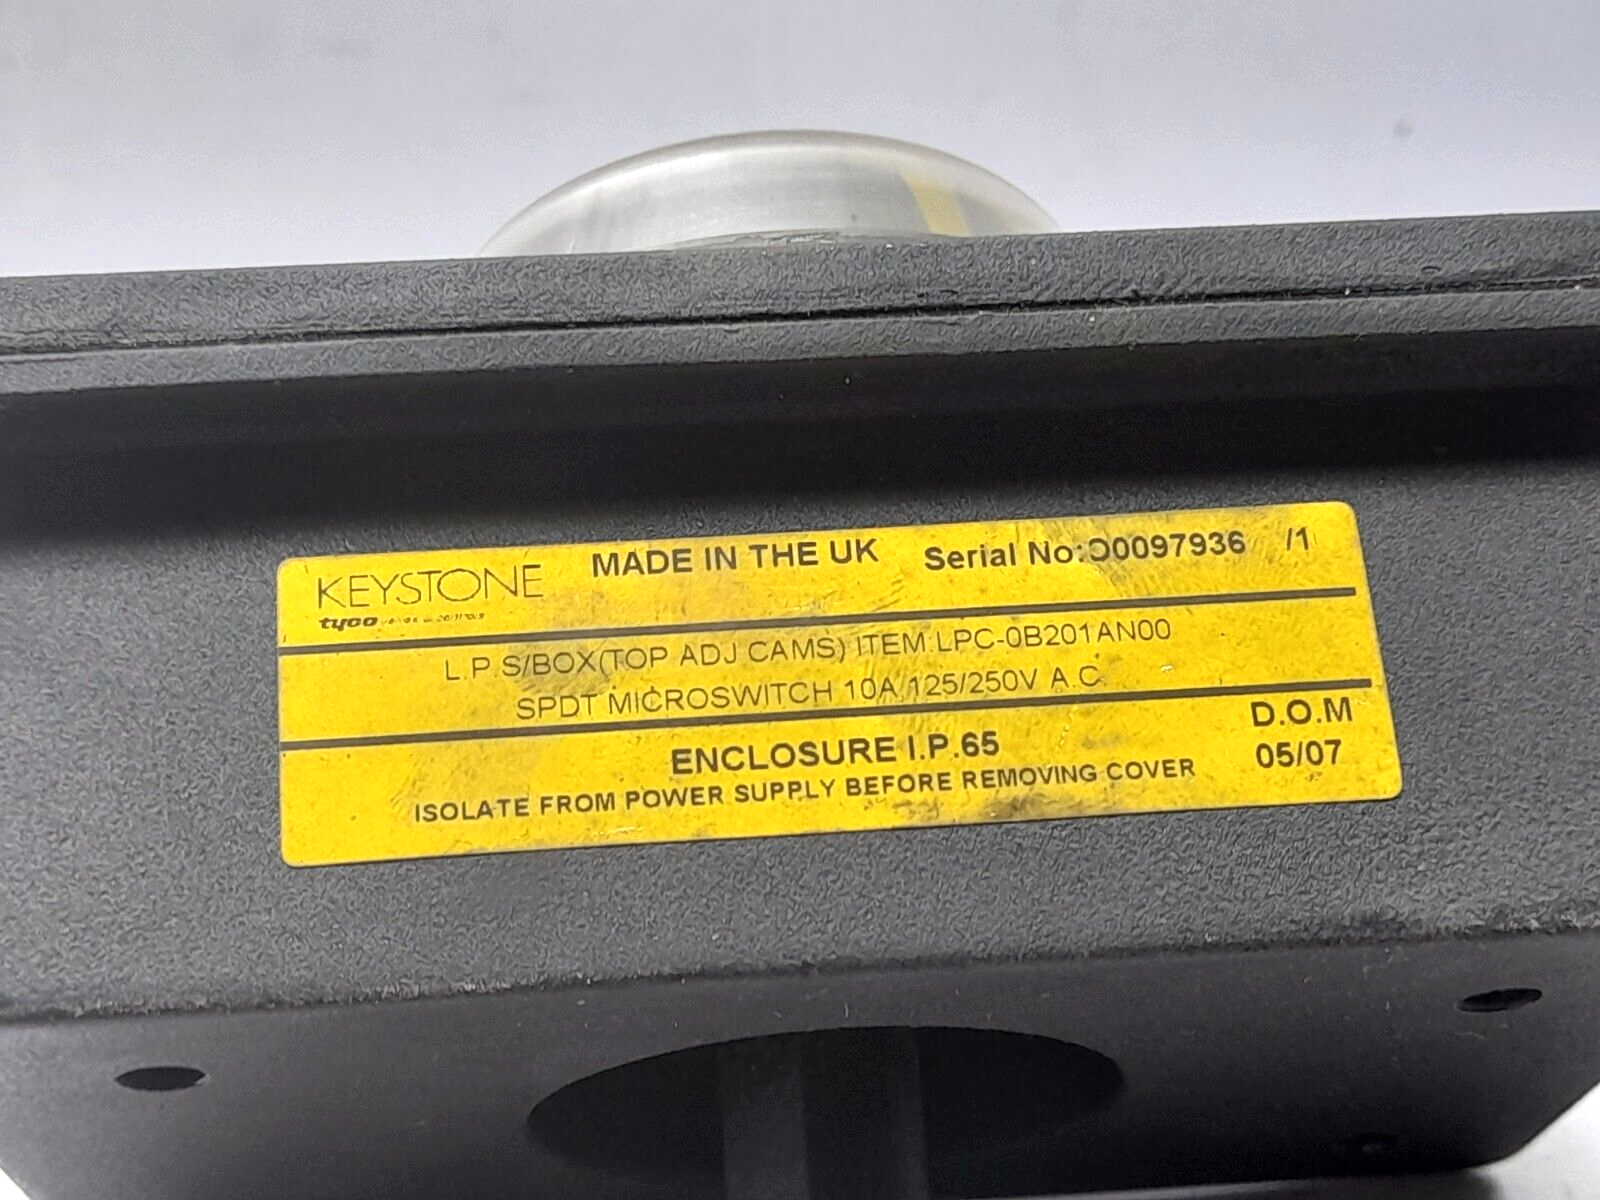 KEYSTONE
MADE IN THE UK
Serial No: 00097936 /1
tyco
L.P.S/BOX(TOP ADJ CAMS) ITEM:LPC-0B201AN00
SPDT MICROSWITCH 10A,125/250V A.C.
ENCLOSURE I.P.65
D.O.M
05/07
ISOLATE FROM POWER SUPPLY BEFORE REMOVING COVER